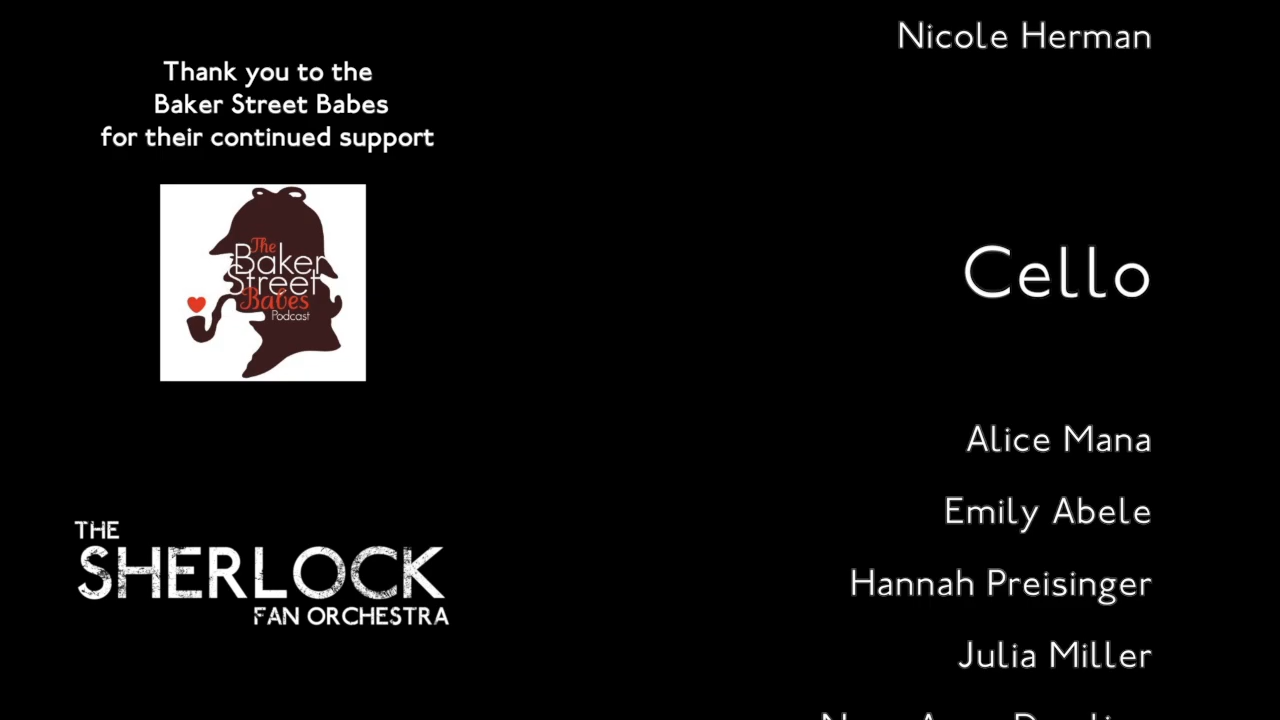 Thank you to the
Baker Street Babes
for their continued support
The
Baker
Street
Babes
Podcast
THE
SHERLOCK
FAN ORCHESTRA
Nicole Herman
Cello
Alice Mana
Emily Abele
Hannah Preisinger
Julia Miller